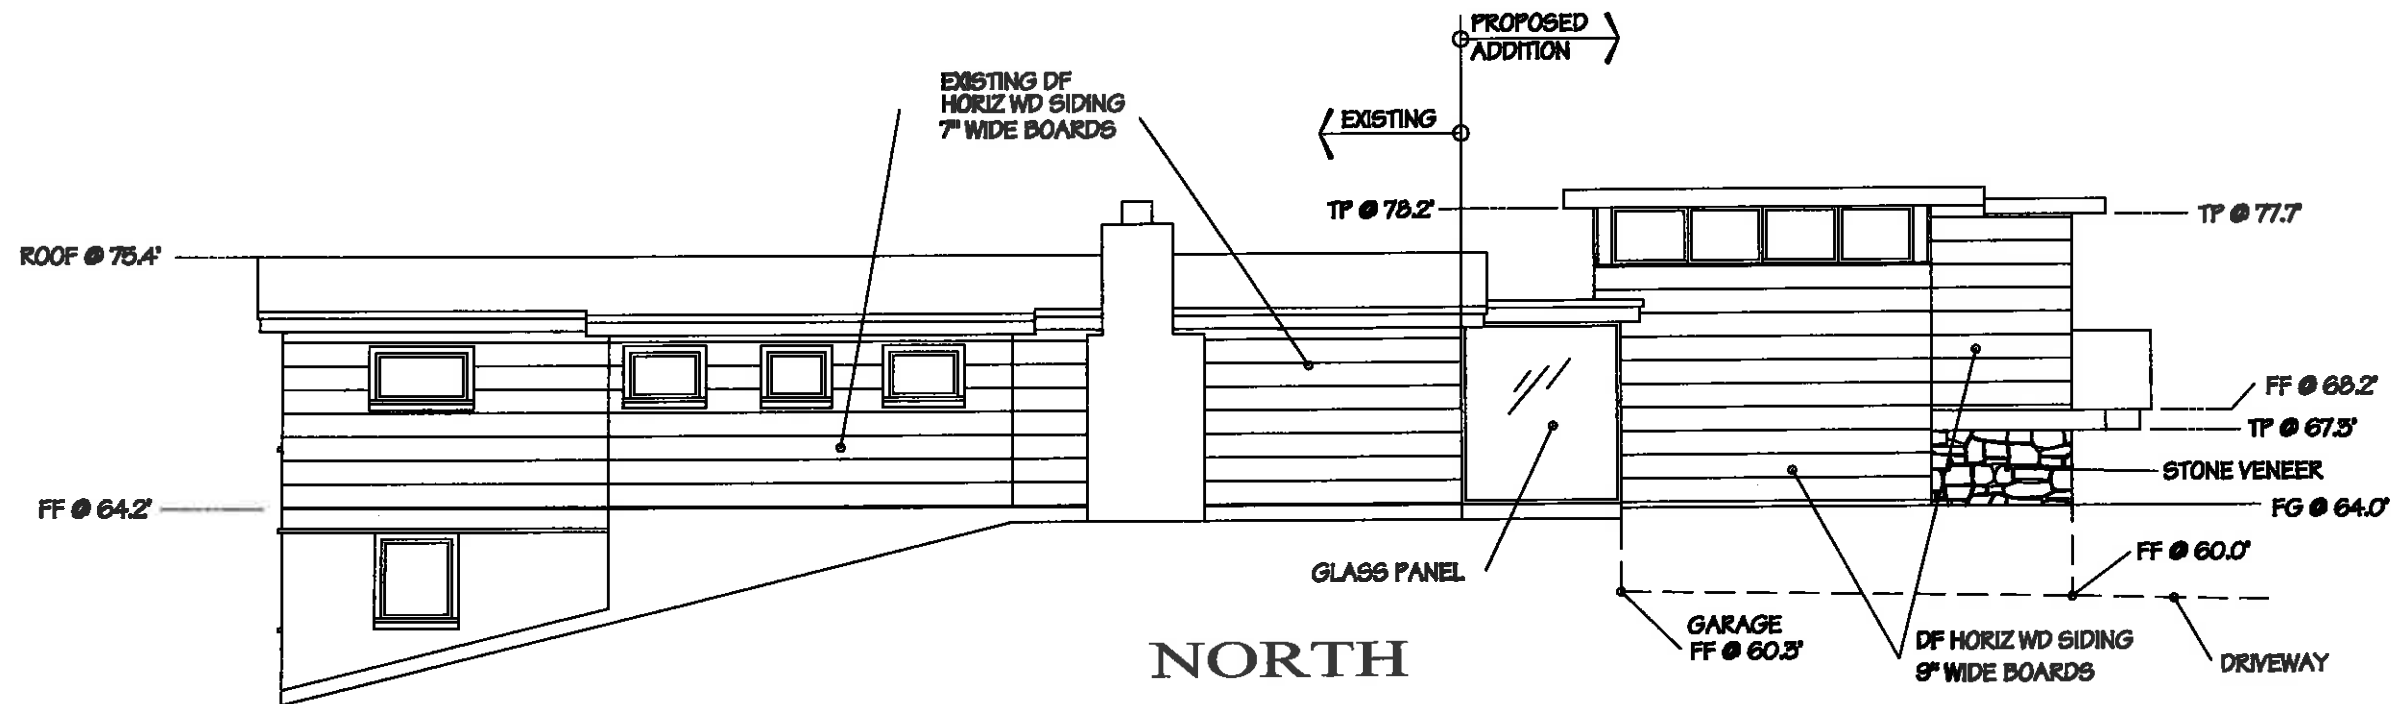 PROPOSED
ADDITION
EXISTING DF
HORIZ WD SIDING
7" WIDE BOARDS
EXISTING
TP @ 78.2'
TP @ 77.7'
ROOF @ 75.4'
FF @ 68.2'
TP @ 67.3'
STONE VENEER
FF @ 64.2'
FG @ 64.0'
FF @ 60.0'
GLASS PANEL
GARAGE
FF @ 60.3'
DF HORIZ WD SIDING
9" WIDE BOARDS
DRIVEWAY
NORTH